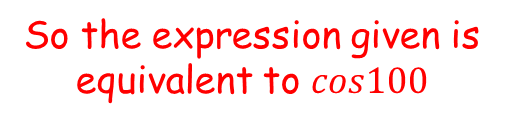 So the expression given is
equivalent to cos100